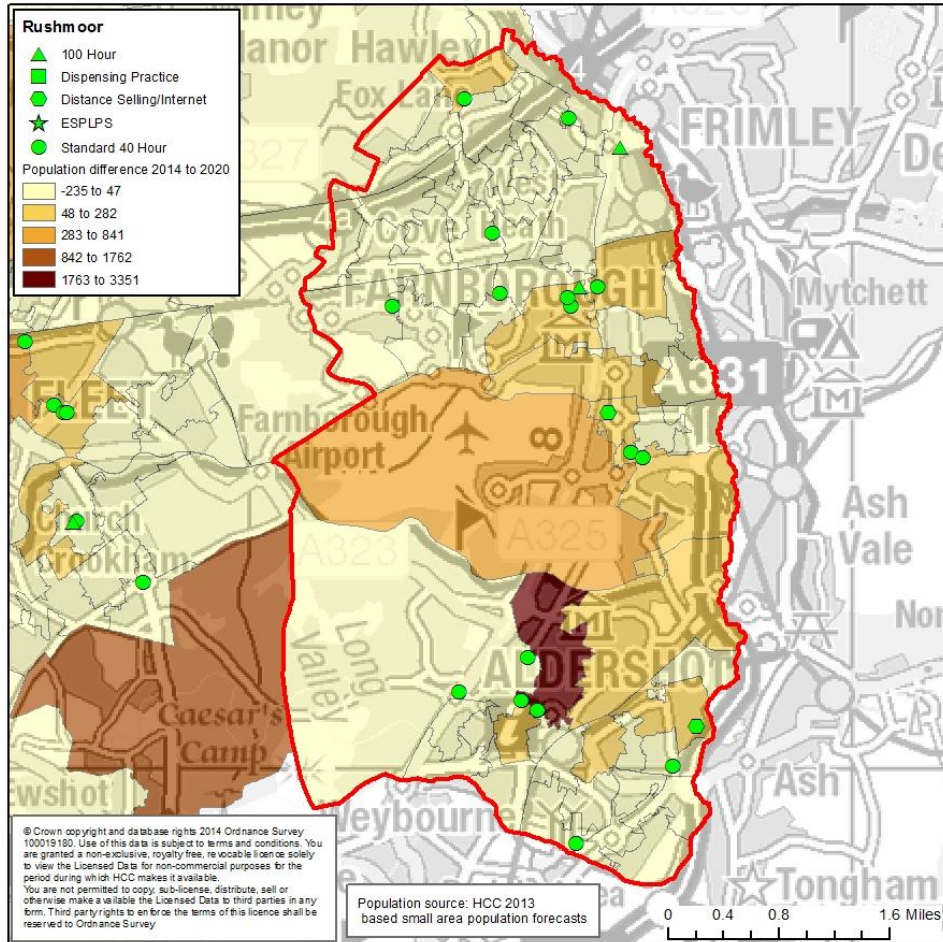 Rushmoor
100 Hour
Dispensing Practice
Distance Selling/Internet
ESPLPS
Standard 40 Hour
Population difference 2014 to 2020
-235 to 47
48 to 282
283 to 841
842 to 1762
1763 to 3351
Manor
Hawley
Fox Lane
4
FRIMLEY
West
Cove
Heath
FARNBOROUGH
Mytchett
A331
FLEET
Farnborough
Airport
8
Church
Crookham
A323
A325
Ash
Vale
Long
Valley
ALDERSHOT
Caesar's
Camp
Ash
Weybourne
Tongham
© Crown copyright and database rights 2014 Ordnance Survey
100019180. Use of this data is subject to terms and conditions. You
are granted a non-exclusive, royalty free, revocable licence solely
to view the Licensed Data for non-commercial purposes for the
period during which HCC makes it available.
You are not permitted to copy, sub-license, distribute, sell or
otherwise make available the Licensed Data to third parties in any
form. Third party rights to enforce the terms of this licence shall be
reserved to Ordnance Survey
Population source: HCC 2013
based small area population forecasts
0 0.4 0.8 1.6 Miles